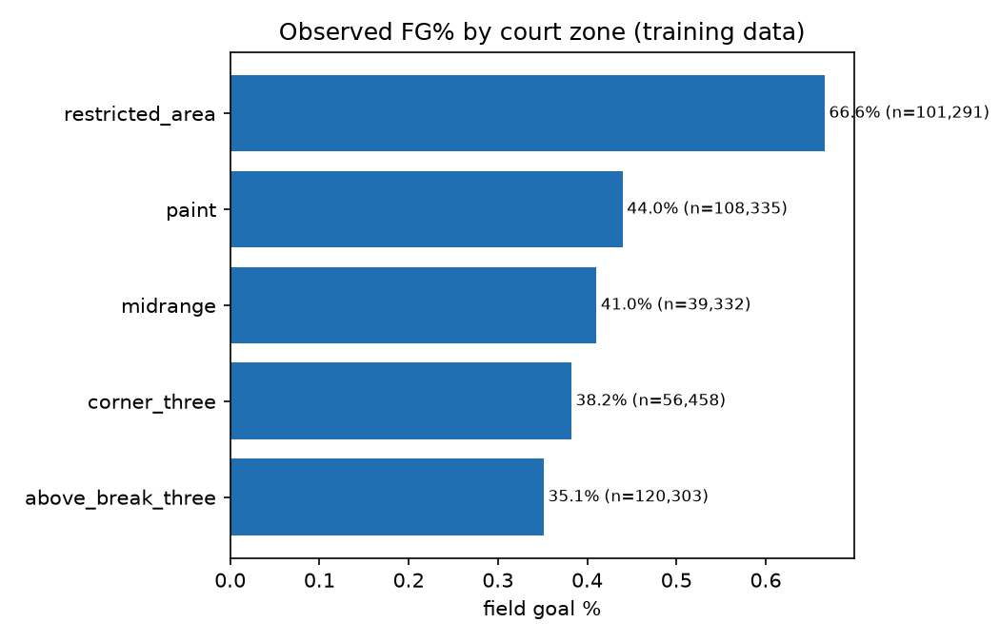 Observed FG% by court zone (training data)
restricted_area
66.6% (n=101,291)
paint
44.0% (n=108,335)
midrange
41.0% (n=39,332)
corner_three
38.2% (n=56,458)
above_break_three
35.1% (n=120,303)
0.0 0.1 0.2 0.3 0.4 0.5 0.6
field goal %